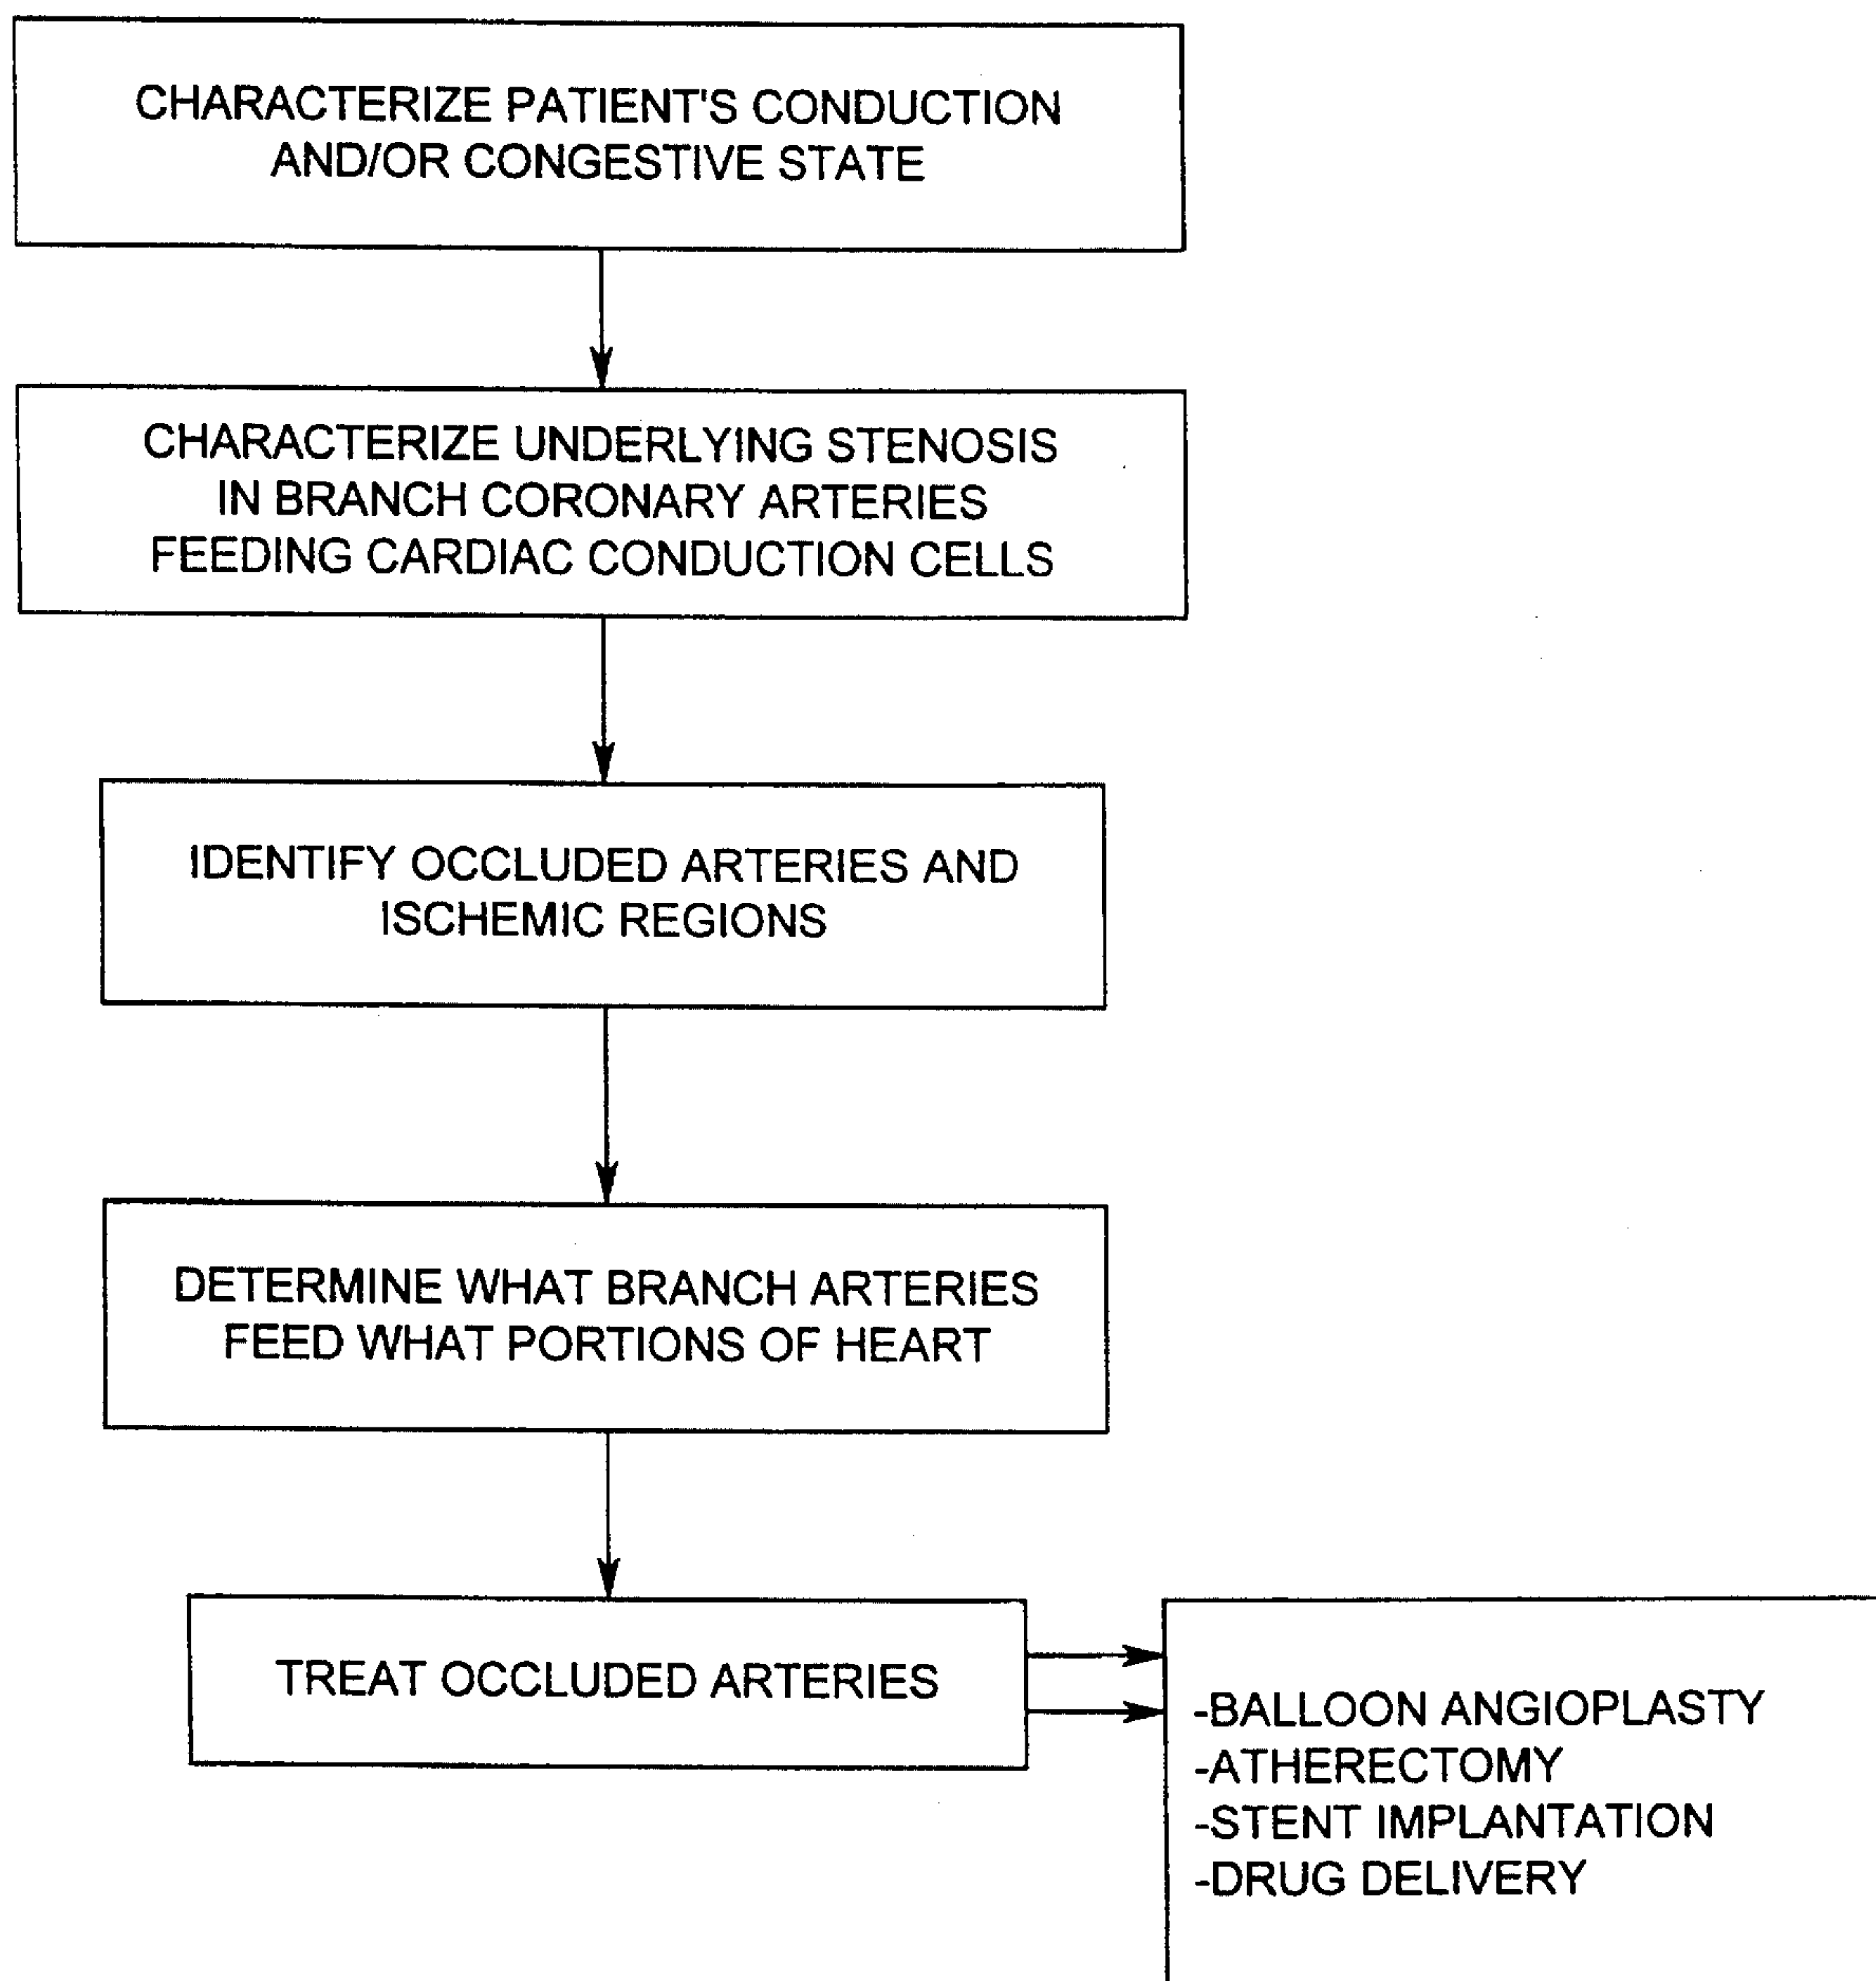 CHARACTERIZE PATIENT'S CONDUCTION
AND/OR CONGESTIVE STATE
CHARACTERIZE UNDERLYING STENOSIS
IN BRANCH CORONARY ARTERIES
FEEDING CARDIAC CONDUCTION CELLS
IDENTIFY OCCLUDED ARTERIES AND
ISCHEMIC REGIONS
DETERMINE WHAT BRANCH ARTERIES
FEED WHAT PORTIONS OF HEART
TREAT OCCLUDED ARTERIES
-BALLOON ANGIOPLASTY
-ATHERECTOMY
-STENT IMPLANTATION
-DRUG DELIVERY